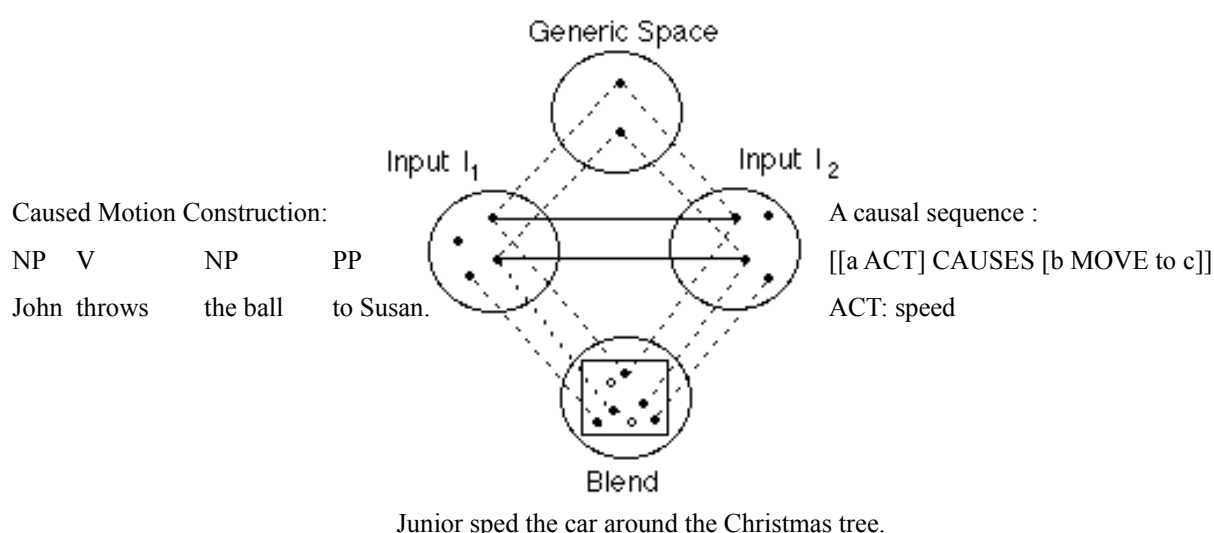 Generic Space
Input I1
Input I2
Caused Motion Construction:
NP V NP PP
John throws the ball to Susan.
A causal sequence :
[[a ACT] CAUSES [b MOVE to c]]
ACT: speed
Blend
Junior sped the car around the Christmas tree.